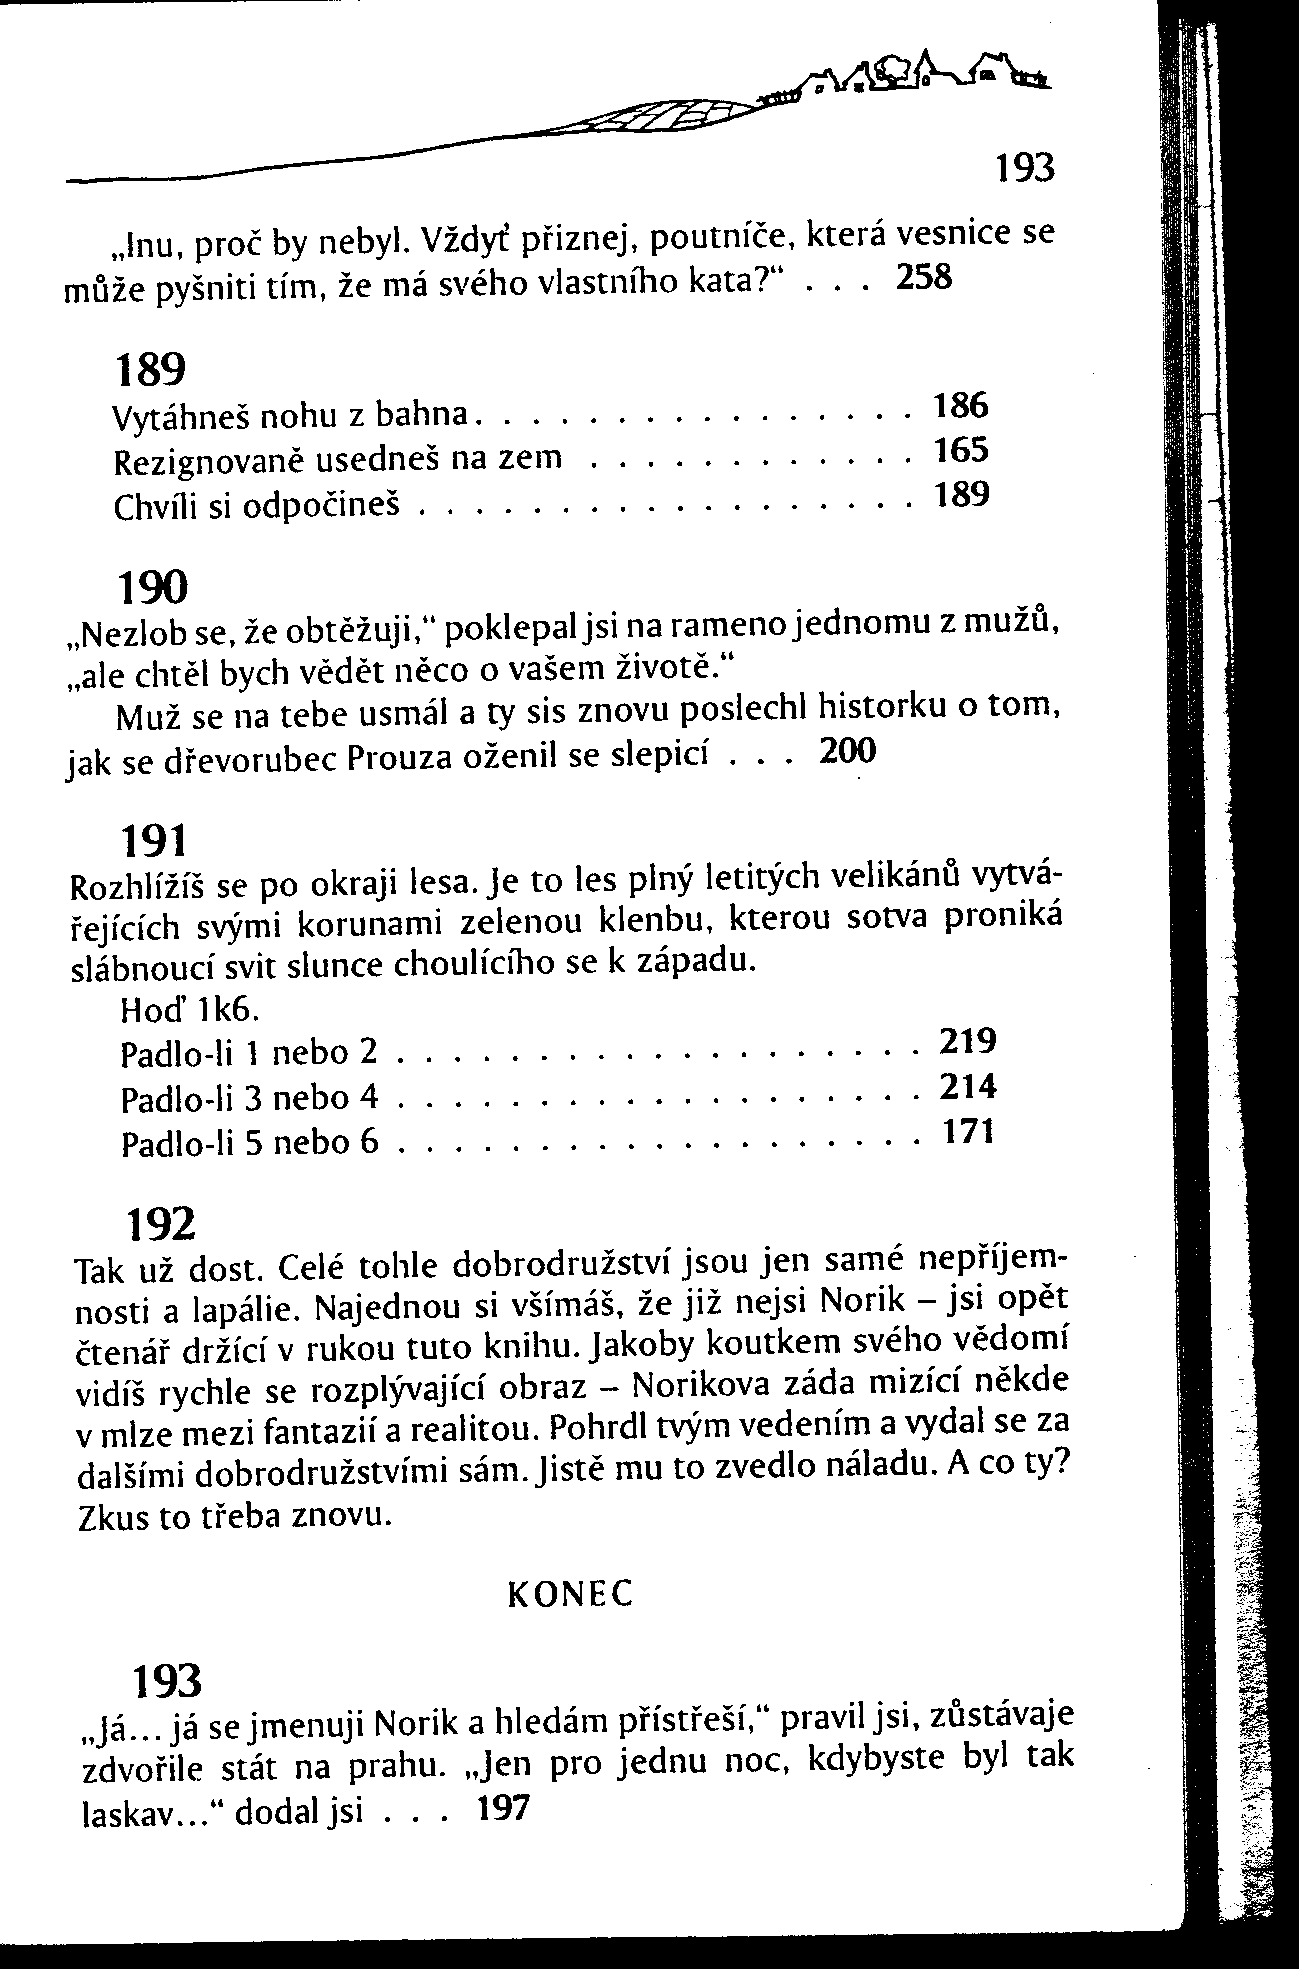 193
„Inu, proč by nebyl. Vždyť přiznej, poutníče, která vesnice se
může pyšniti tím, že má svého vlastního kata?“ . . . 258
189
Vytáhneš nohu z bahna. . . . . . . . . . . . . . . . 186
Rezignovaně usedneš na zem . . . . . . . . . . . . 165
Chvíli si odpočineš . . . . . . . . . . . . . . . . . . 189
190
„Nezlob se, že obtěžuji,“ poklepal jsi na rameno jednomu z mužů,
„ale chtěl bych vědět něco o vašem životě.“
Muž se na tebe usmál a ty sis znovu poslechl historku o tom,
jak se dřevorubec Prouza oženil se slepicí . . . 200
191
Rozhlížíš se po okraji lesa. Je to les plný letitých velikánů vytvá-
řejících svými korunami zelenou klenbu, kterou sotva proniká
slábnoucí svit slunce choulícího se k západu.
Hoď 1k6.
Padlo-li 1 nebo 2 . . . . . . . . . . . . . . . . . . . 219
Padlo-li 3 nebo 4 . . . . . . . . . . . . . . . . . . . 214
Padlo-li 5 nebo 6 . . . . . . . . . . . . . . . . . . . 171
192
Tak už dost. Celé tohle dobrodružství jsou jen samé nepříjem-
nosti a lapálie. Najednou si všímáš, že již nejsi Norik – jsi opět
čtenář držící v rukou tuto knihu. Jakoby koutkem svého vědomí
vidíš rychle se rozplývající obraz – Norikova záda mizící někde
v mlze mezi fantazií a realitou. Pohrdl tvým vedením a vydal se za
dalšími dobrodružstvími sám. Jistě mu to zvedlo náladu. A co ty?
Zkus to třeba znovu.
KONEC
193
„Já... já se jmenuji Norik a hledám přístřeší,“ pravil jsi, zůstávaje
zdvořile stát na prahu. „Jen pro jednu noc, kdybyste byl tak
laskav...“ dodal jsi . . . 197